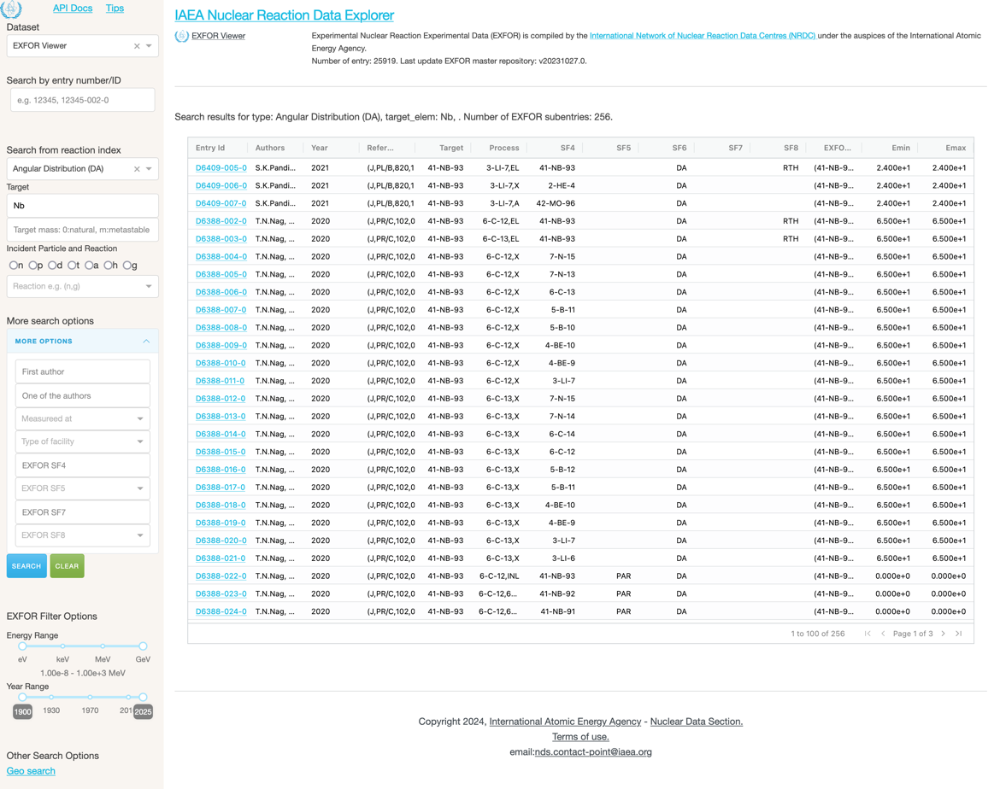 API Docs Tips
Dataset
EXFOR Viewer
Search by entry number/ID
e.g. 12345, 12345-002-0
Search from reaction index
Angular Distribution (DA)
Target
Nb
Target mass: 0:natural, m:metastable
Incident Particle and Reaction
n p d t a h g
Reaction e.g. (n,g)
More search options
MORE OPTIONS
First author
One of the authors
Measureed at
Type of facility
EXFOR SF4
EXFOR SF5
EXFOR SF7
EXFOR SF8
SEARCH CLEAR
EXFOR Filter Options
Energy Range
eV keV MeV GeV
1.00e-8 - 1.00e+3 MeV
Year Range
1900 1930 1970 201 2025
Other Search Options
Geo search
IAEA Nuclear Reaction Data Explorer
EXFOR Viewer
Experimental Nuclear Reaction Experimental Data (EXFOR) is compiled by the International Network of Nuclear Reaction Data Centres (NRDC) under the auspices of the International Atomic
Energy Agency.
Number of entry: 25919. Last update EXFOR master repository: v20231027.0.
Search results for type: Angular Distribution (DA), target_elem: Nb, . Number of EXFOR subentries: 256.
Entry Id Authors Year Refer... Target Process SF4 SF5 SF6 SF7 SF8 EXFO... Emin Emax
D6409-005-0 S.K.Pandi... 2021 (J,PL/B,820,1 41-NB-93 3-LI-7,EL 41-NB-93 DA RTH (41-NB-9... 2.400e+1 2.400e+1
D6409-006-0 S.K.Pandi... 2021 (J,PL/B,820,1 41-NB-93 3-LI-7,X 2-HE-4 DA (41-NB-9... 2.400e+1 2.400e+1
D6409-007-0 S.K.Pandi... 2021 (J,PL/B,820,1 41-NB-93 3-LI-7,A 42-MO-96 DA (41-NB-9... 2.400e+1 2.400e+1
D6388-002-0 T.N.Nag, ... 2020 (J,PR/C,102,0 41-NB-93 6-C-12,EL 41-NB-93 DA RTH (41-NB-9... 6.500e+1 6.500e+1
D6388-003-0 T.N.Nag, ... 2020 (J,PR/C,102,0 41-NB-93 6-C-13,EL 41-NB-93 DA RTH (41-NB-9... 6.500e+1 6.500e+1
D6388-004-0 T.N.Nag, ... 2020 (J,PR/C,102,0 41-NB-93 6-C-12,X 7-N-15 DA (41-NB-9... 6.500e+1 6.500e+1
D6388-005-0 T.N.Nag, ... 2020 (J,PR/C,102,0 41-NB-93 6-C-12,X 7-N-13 DA (41-NB-9... 6.500e+1 6.500e+1
D6388-006-0 T.N.Nag, ... 2020 (J,PR/C,102,0 41-NB-93 6-C-12,X 6-C-13 DA (41-NB-9... 6.500e+1 6.500e+1
D6388-007-0 T.N.Nag, ... 2020 (J,PR/C,102,0 41-NB-93 6-C-12,X 5-B-11 DA (41-NB-9... 6.500e+1 6.500e+1
D6388-008-0 T.N.Nag, ... 2020 (J,PR/C,102,0 41-NB-93 6-C-12,X 5-B-10 DA (41-NB-9... 6.500e+1 6.500e+1
D6388-009-0 T.N.Nag, ... 2020 (J,PR/C,102,0 41-NB-93 6-C-12,X 4-BE-10 DA (41-NB-9... 6.500e+1 6.500e+1
D6388-010-0 T.N.Nag, ... 2020 (J,PR/C,102,0 41-NB-93 6-C-12,X 4-BE-9 DA (41-NB-9... 6.500e+1 6.500e+1
D6388-011-0 T.N.Nag, ... 2020 (J,PR/C,102,0 41-NB-93 6-C-12,X 3-LI-7 DA (41-NB-9... 6.500e+1 6.500e+1
D6388-012-0 T.N.Nag, ... 2020 (J,PR/C,102,0 41-NB-93 6-C-13,X 7-N-15 DA (41-NB-9... 6.500e+1 6.500e+1
D6388-013-0 T.N.Nag, ... 2020 (J,PR/C,102,0 41-NB-93 6-C-13,X 7-N-14 DA (41-NB-9... 6.500e+1 6.500e+1
D6388-014-0 T.N.Nag, ... 2020 (J,PR/C,102,0 41-NB-93 6-C-13,X 6-C-14 DA (41-NB-9... 6.500e+1 6.500e+1
D6388-015-0 T.N.Nag, ... 2020 (J,PR/C,102,0 41-NB-93 6-C-13,X 6-C-12 DA (41-NB-9... 6.500e+1 6.500e+1
D6388-016-0 T.N.Nag, ... 2020 (J,PR/C,102,0 41-NB-93 6-C-13,X 5-B-12 DA (41-NB-9... 6.500e+1 6.500e+1
D6388-017-0 T.N.Nag, ... 2020 (J,PR/C,102,0 41-NB-93 6-C-13,X 5-B-11 DA (41-NB-9... 6.500e+1 6.500e+1
D6388-018-0 T.N.Nag, ... 2020 (J,PR/C,102,0 41-NB-93 6-C-13,X 4-BE-10 DA (41-NB-9... 6.500e+1 6.500e+1
D6388-019-0 T.N.Nag, ... 2020 (J,PR/C,102,0 41-NB-93 6-C-13,X 4-BE-9 DA (41-NB-9... 6.500e+1 6.500e+1
D6388-020-0 T.N.Nag, ... 2020 (J,PR/C,102,0 41-NB-93 6-C-13,X 3-LI-7 DA (41-NB-9... 6.500e+1 6.500e+1
D6388-021-0 T.N.Nag, ... 2020 (J,PR/C,102,0 41-NB-93 6-C-13,X 3-LI-6 DA (41-NB-9... 6.500e+1 6.500e+1
D6388-022-0 T.N.Nag, ... 2020 (J,PR/C,102,0 41-NB-93 6-C-12,INL 41-NB-93 PAR DA (41-NB-9... 0.000e+0 0.000e+0
D6388-023-0 T.N.Nag, ... 2020 (J,PR/C,102,0 41-NB-93 6-C-12,6... 41-NB-92 PAR DA (41-NB-9... 0.000e+0 0.000e+0
D6388-024-0 T.N.Nag, ... 2020 (J,PR/C,102,0 41-NB-93 6-C-12,6... 41-NB-91 PAR DA (41-NB-9... 0.000e+0 0.000e+0
1 to 100 of 256 Page 1 of 3
Copyright 2024, International Atomic Energy Agency - Nuclear Data Section.
Terms of use.
email:nds.contact-point@iaea.org